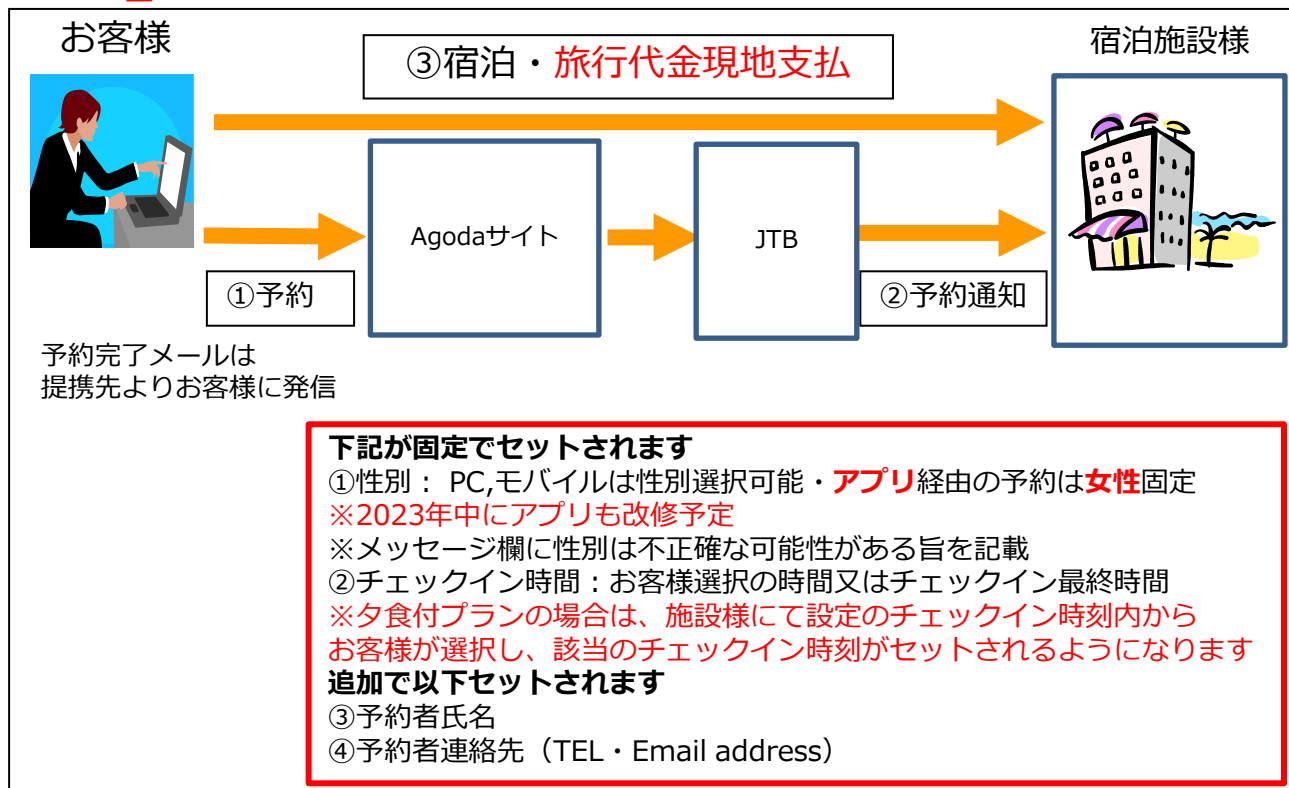 お客様
宿泊施設様
③宿泊・旅行代金現地支払
Agodaサイト
JTB
①予約
②予約通知
予約完了メールは
提携先よりお客様に発信
下記が固定でセットされます
①性別： PC,モバイルは性別選択可能・アプリ経由の予約は女性固定
※2023年中にアプリも改修予定
※メッセージ欄に性別は不正確な可能性がある旨を記載
②チェックイン時間：お客様選択の時間又はチェックイン最終時間
※夕食付プランの場合は、施設様にて設定のチェックイン時刻内から
お客様が選択し、該当のチェックイン時刻がセットされるようになります
追加で以下セットされます
③予約者氏名
④予約者連絡先（TEL・Email address）